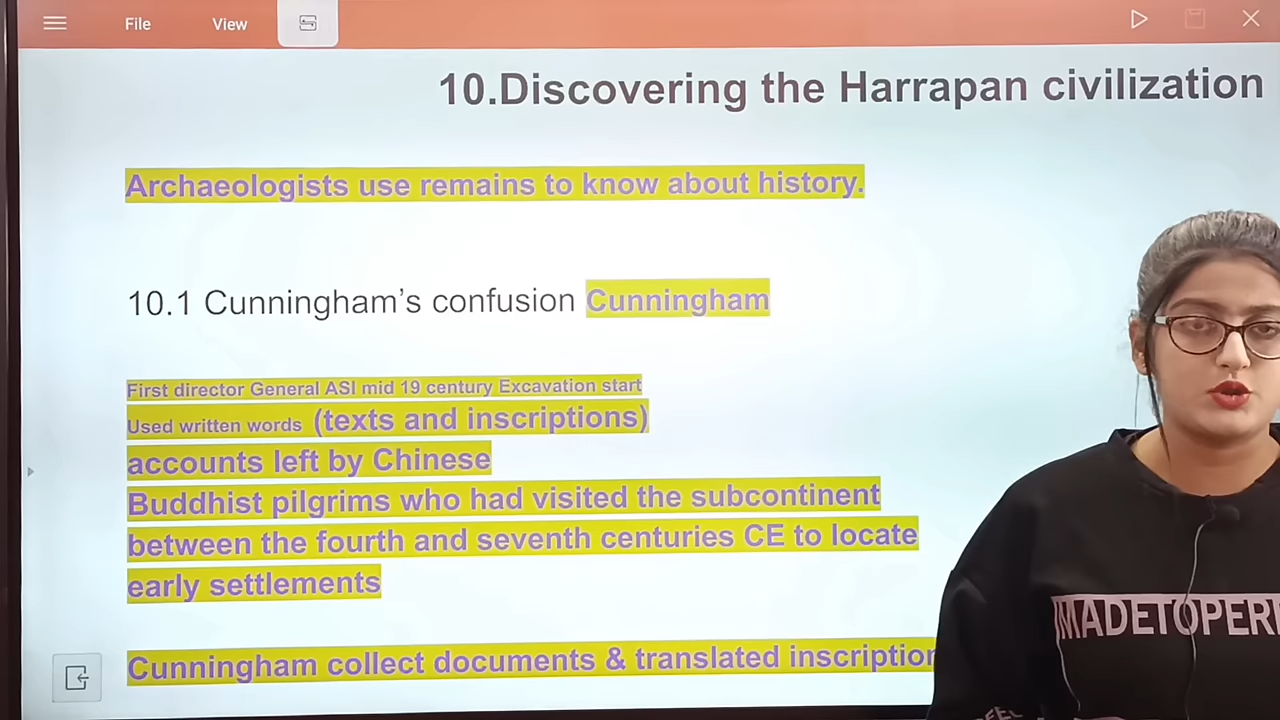 File View
10.Discovering the Harrapan civilization
Archaeologists use remains to know about history.
10.1 Cunningham's confusion Cunningham
First director General ASI mid 19 century Excavation start
Used written words (texts and inscriptions)
accounts left by Chinese
Buddhist pilgrims who had visited the subcontinent
between the fourth and seventh centuries CE to locate
early settlements
Cunningham collect documents & translated inscription
MADETOPER